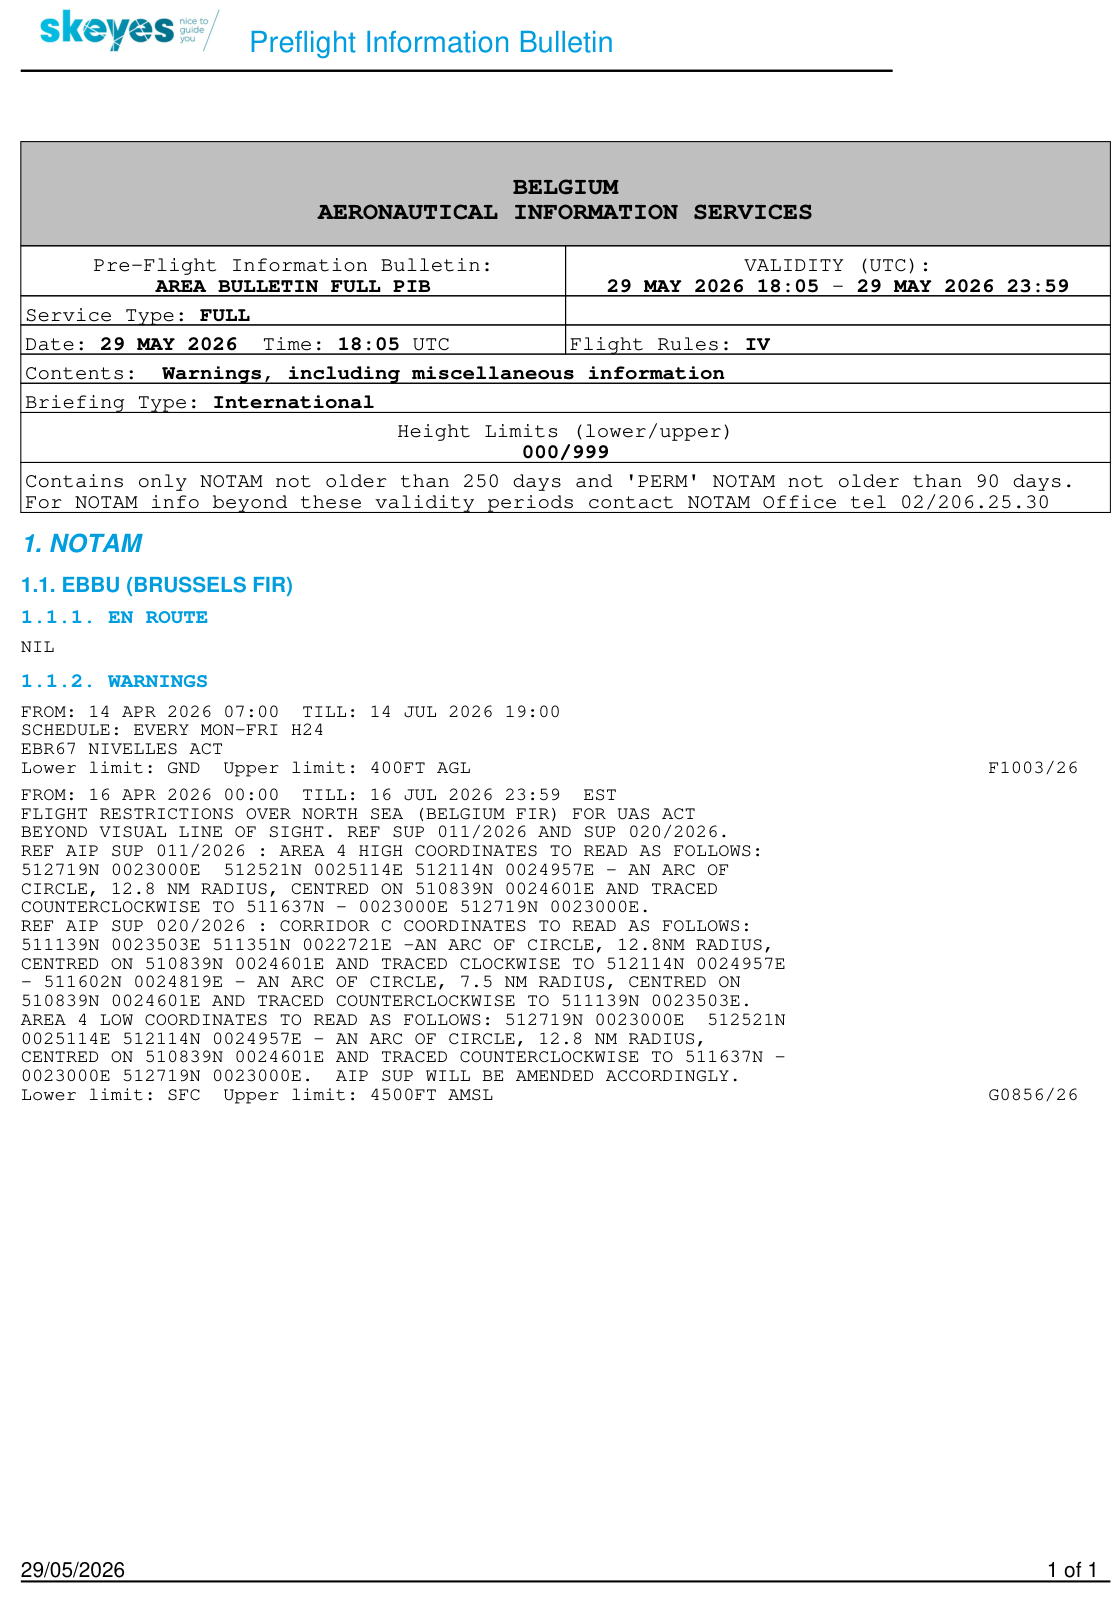 skeyes nice to guide you
Preflight Information Bulletin
BELGIUM
AERONAUTICAL INFORMATION SERVICES
Pre-Flight Information Bulletin:
AREA BULLETIN FULL PIB
VALIDITY (UTC):
29 MAY 2026 18:05 - 29 MAY 2026 23:59
Service Type: FULL
Date: 29 MAY 2026  Time: 18:05 UTC
Flight Rules: IV
Contents:  Warnings, including miscellaneous information
Briefing Type: International
Height Limits (lower/upper)
000/999
Contains only NOTAM not older than 250 days and 'PERM' NOTAM not older than 90 days.
For NOTAM info beyond these validity periods contact NOTAM Office tel 02/206.25.30
1. NOTAM
1.1. EBBU (BRUSSELS FIR)
1.1.1. EN ROUTE
NIL
1.1.2. WARNINGS
FROM: 14 APR 2026 07:00  TILL: 14 JUL 2026 19:00
SCHEDULE: EVERY MON-FRI H24
EBR67 NIVELLES ACT
Lower limit: GND  Upper limit: 400FT AGL F1003/26
FROM: 16 APR 2026 00:00  TILL: 16 JUL 2026 23:59  EST
FLIGHT RESTRICTIONS OVER NORTH SEA (BELGIUM FIR) FOR UAS ACT
BEYOND VISUAL LINE OF SIGHT. REF SUP 011/2026 AND SUP 020/2026.
REF AIP SUP 011/2026 : AREA 4 HIGH COORDINATES TO READ AS FOLLOWS:
512719N 0023000E  512521N 0025114E 512114N 0024957E - AN ARC OF
CIRCLE, 12.8 NM RADIUS, CENTRED ON 510839N 0024601E AND TRACED
COUNTERCLOCKWISE TO 511637N - 0023000E 512719N 0023000E.
REF AIP SUP 020/2026 : CORRIDOR C COORDINATES TO READ AS FOLLOWS:
511139N 0023503E 511351N 0022721E -AN ARC OF CIRCLE, 12.8NM RADIUS,
CENTRED ON 510839N 0024601E AND TRACED CLOCKWISE TO 512114N 0024957E
- 511602N 0024819E - AN ARC OF CIRCLE, 7.5 NM RADIUS, CENTRED ON
510839N 0024601E AND TRACED COUNTERCLOCKWISE TO 511139N 0023503E.
AREA 4 LOW COORDINATES TO READ AS FOLLOWS: 512719N 0023000E  512521N
0025114E 512114N 0024957E - AN ARC OF CIRCLE, 12.8 NM RADIUS,
CENTRED ON 510839N 0024601E AND TRACED COUNTERCLOCKWISE TO 511637N -
0023000E 512719N 0023000E.  AIP SUP WILL BE AMENDED ACCORDINGLY.
Lower limit: SFC  Upper limit: 4500FT AMSL G0856/26
29/05/2026 1 of 1